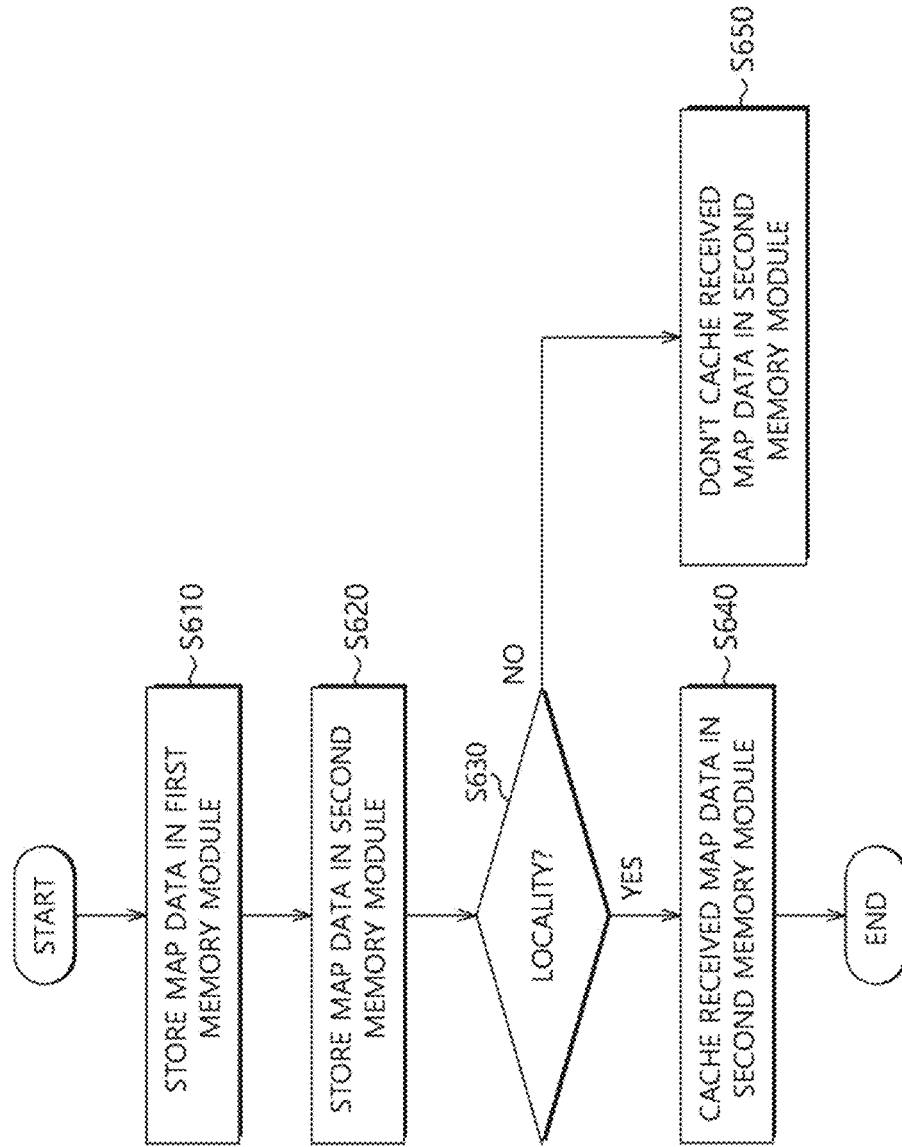 START
STORE MAP DATA IN FIRST
MEMORY MODULE
S610
STORE MAP DATA IN SECOND
MEMORY MODULE
S620
LOCALITY?
S630
NO
YES
CACHE RECEIVED MAP DATA IN
SECOND MEMORY MODULE
S640
DON'T CACHE RECEIVED
MAP DATA IN SECOND
MEMORY MODULE
S650
END